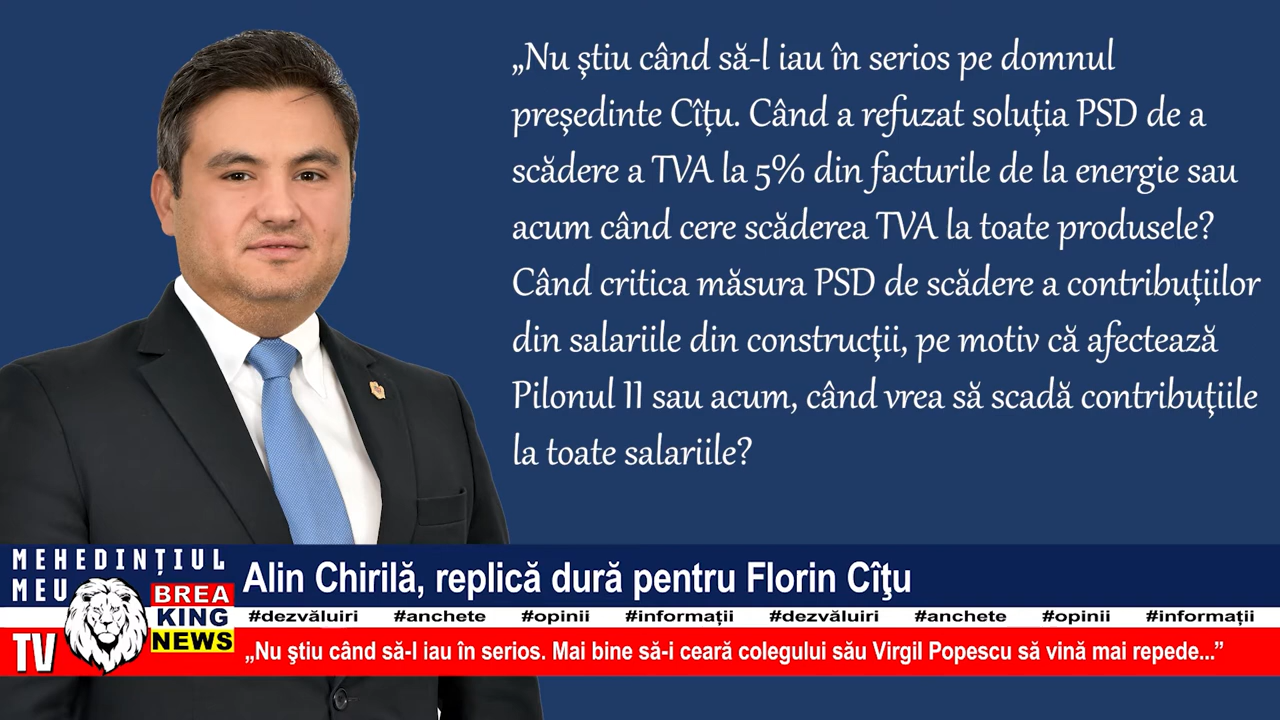 „Nu ştiu când să-l iau în serios pe domnul
preşedinte Cîţu. Când a refuzat soluţia PSD de a
scădere a TVA la 5% din facturile de la energie sau
acum când cere scăderea TVA la toate produsele?
Când critica măsura PSD de scădere a contribuţiilor
din salariile din construcţii, pe motiv că afectează
Pilonul II sau acum, când vrea să scadă contribuţiile
la toate salariile?
MEHEDINȚIUL
MEU
TV
BREA
KING
NEWS
Alin Chirilă, replică dură pentru Florin Cîţu
#dezvăluiri #anchete #opinii #informații #dezvăluiri #anchete #opinii #informații
„Nu ştiu când să-l iau în serios. Mai bine să-i ceară colegului său Virgil Popescu să vină mai repede...”